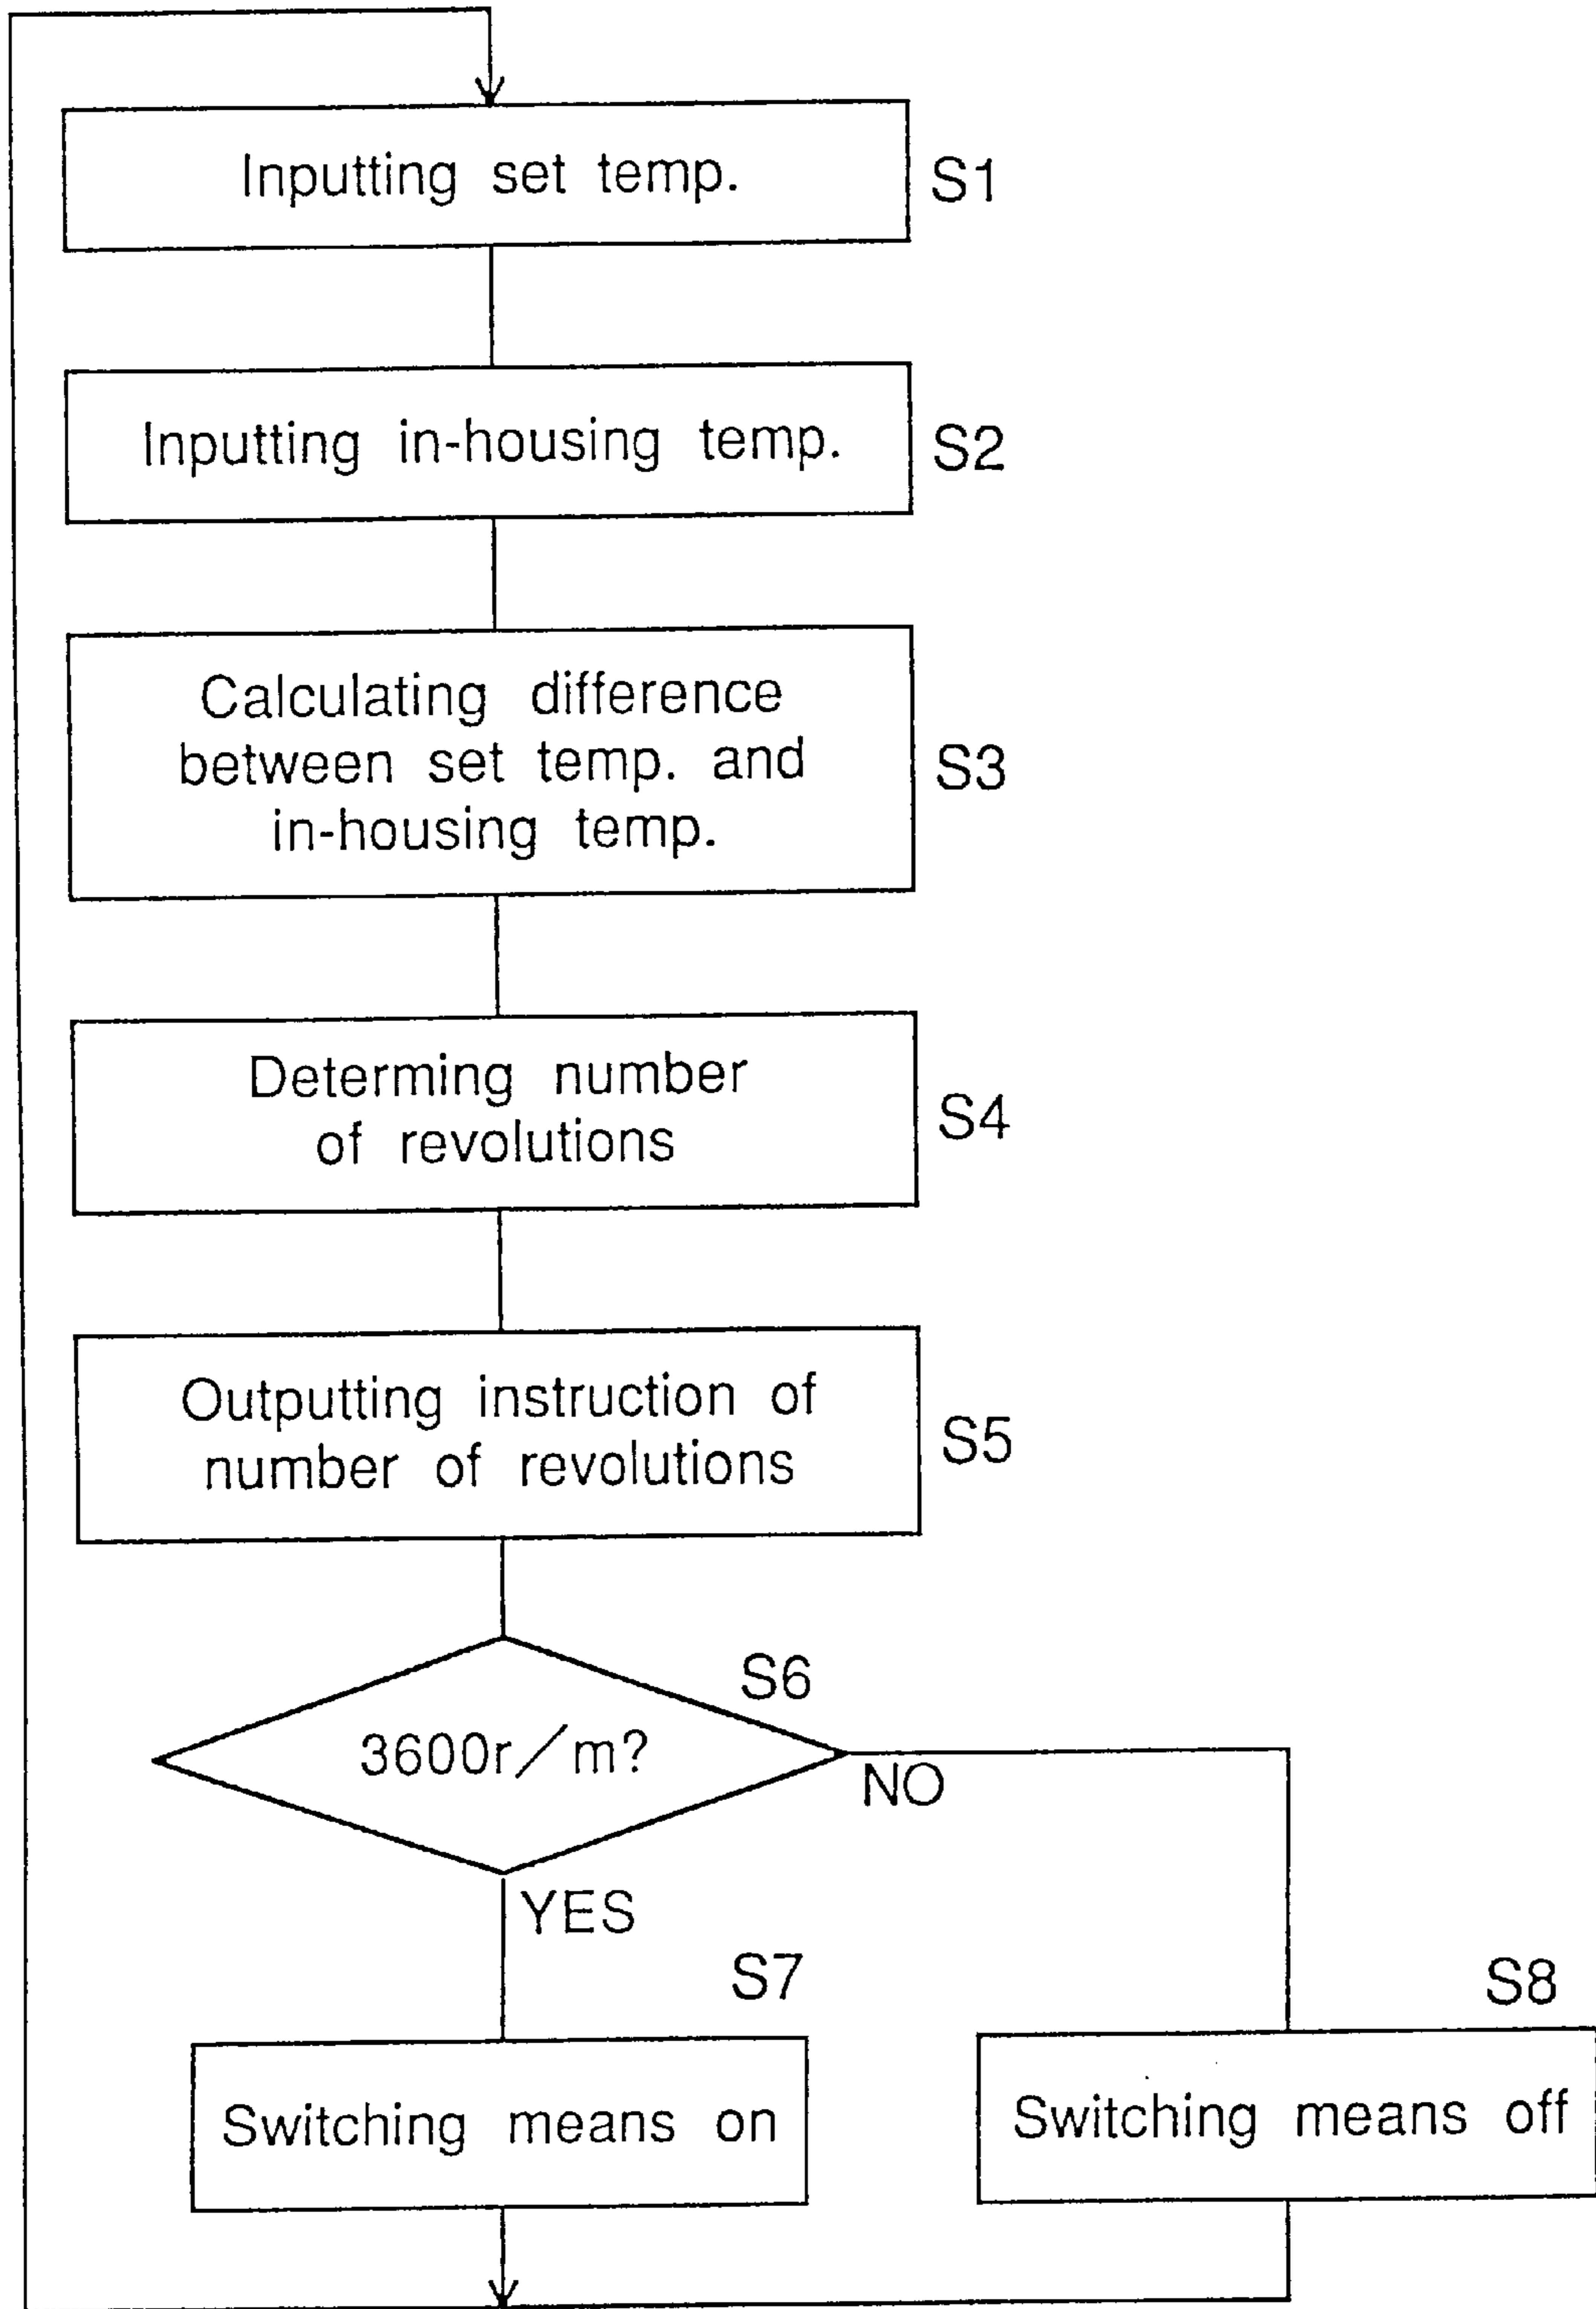 Inputting set temp.
S1
Inputting in-housing temp.
S2
Calculating difference
between set temp. and
in-housing temp.
S3
Determing number
of revolutions
S4
Outputting instruction of
number of revolutions
S5
S6
3600r/m?
NO
YES
S7
Switching means on
S8
Switching means off